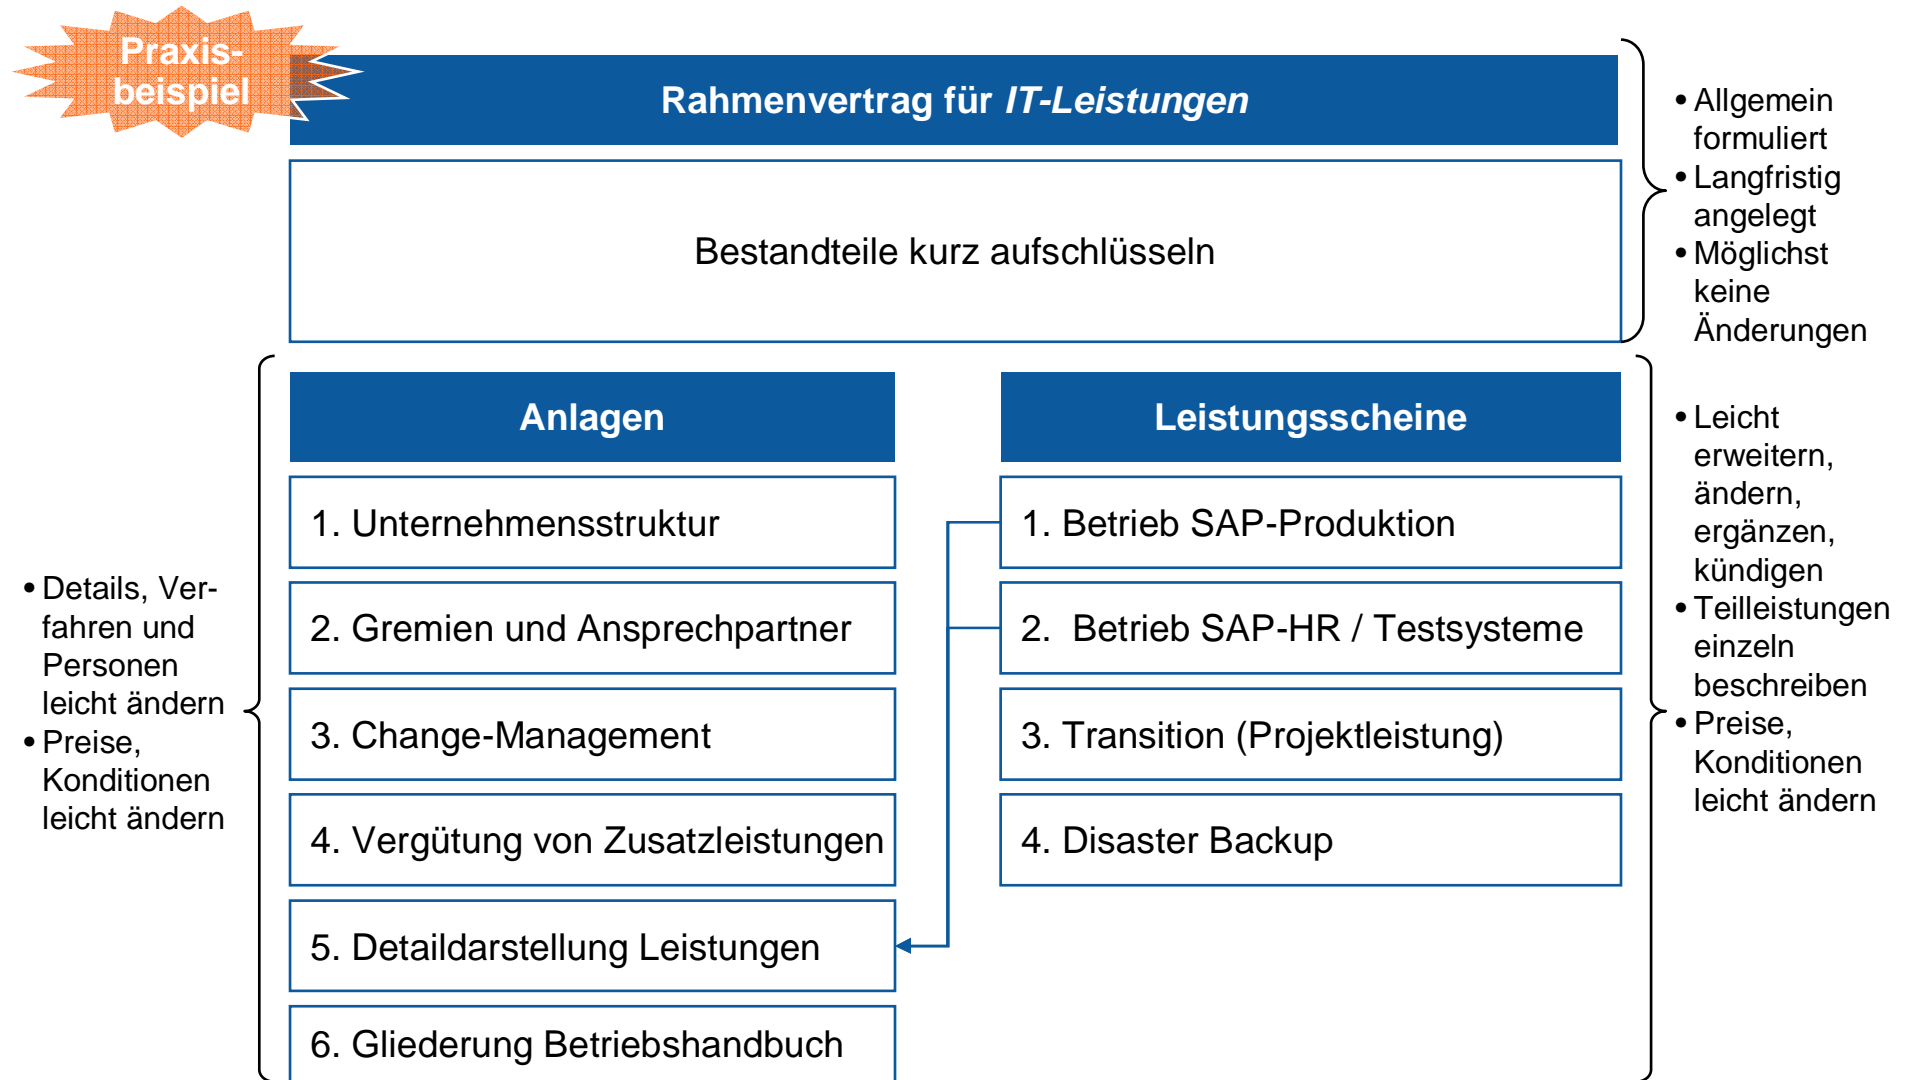 Praxis-
beispiel
Rahmenvertrag für IT-Leistungen
Bestandteile kurz aufschlüsseln
• Allgemein
formuliert
• Langfristig
angelegt
• Möglichst
keine
Änderungen
• Details, Ver-
fahren und
Personen
leicht ändern
• Preise,
Konditionen
leicht ändern
Anlagen
1. Unternehmensstruktur
2. Gremien und Ansprechpartner
3. Change-Management
4. Vergütung von Zusatzleistungen
5. Detaildarstellung Leistungen
6. Gliederung Betriebshandbuch
Leistungsscheine
1. Betrieb SAP-Produktion
2. Betrieb SAP-HR / Testsysteme
3. Transition (Projektleistung)
4. Disaster Backup
• Leicht
erweitern,
ändern,
ergänzen,
kündigen
• Teilleistungen
einzeln
beschreiben
• Preise,
Konditionen
leicht ändern